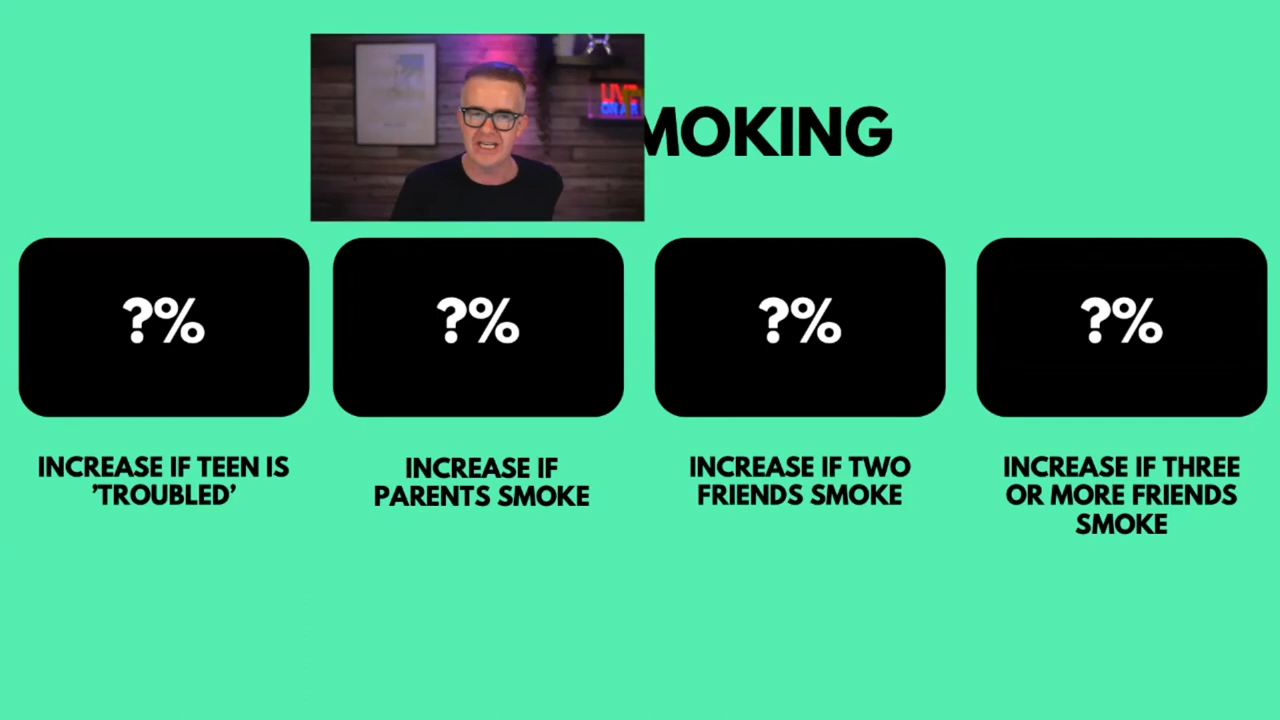 MOKING
?%
?%
?%
?%
INCREASE IF TEEN IS
’TROUBLED’
INCREASE IF
PARENTS SMOKE
INCREASE IF TWO
FRIENDS SMOKE
INCREASE IF THREE
OR MORE FRIENDS
SMOKE